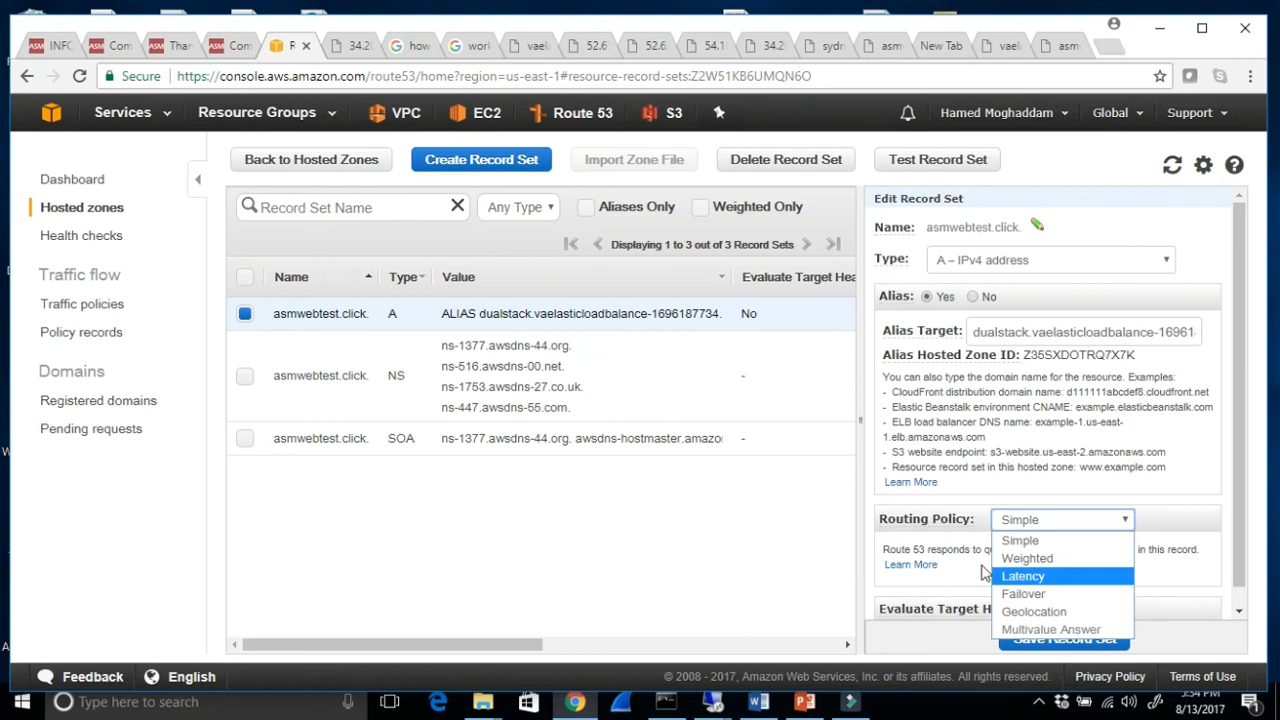 INFO
Com
Thar
Com
R
34.20
how
worl
vael
52.6
52.6
54.1
34.2
sydn
asm
New Tab
vael
asm
Secure https://console.aws.amazon.com/route53/home?region=us-east-1#resource-record-sets:Z2W51KB6UMQN6O
Services Resource Groups VPC EC2 Route 53 S3 Hamed Moghaddam Global Support
Back to Hosted Zones Create Record Set Import Zone File Delete Record Set Test Record Set
Dashboard
Hosted zones
Health checks
Traffic flow
Traffic policies
Policy records
Domains
Registered domains
Pending requests
Record Set Name Any Type Aliases Only Weighted Only
Displaying 1 to 3 out of 3 Record Sets
Name Type Value Evaluate Target Hea
asmwebtest.click. A ALIAS dualstack.vaelasticloadbalance-1696187734. No
ns-1377.awsdns-44.org.
ns-516.awsdns-00.net.
asmwebtest.click. NS -
ns-1753.awsdns-27.co.uk.
ns-447.awsdns-55.com.
asmwebtest.click. SOA ns-1377.awsdns-44.org. awsdns-hostmaster.amazo -
Edit Record Set
Name: asmwebtest.click.
Type: A – IPv4 address
Alias: Yes No
Alias Target: dualstack.vaelasticloadbalance-16961
Alias Hosted Zone ID: Z35SXDOTRQ7X7K
You can also type the domain name for the resource. Examples:
- CloudFront distribution domain name: d111111abcdef8.cloudfront.net
- Elastic Beanstalk environment CNAME: example.elasticbeanstalk.com
- ELB load balancer DNS name: example-1.us-east-
1.elb.amazonaws.com
- S3 website endpoint: s3-website.us-east-2.amazonaws.com
- Resource record set in this hosted zone: www.example.com
Learn More
Routing Policy: Simple
Simple
Weighted
Latency
Failover
Geolocation
Multivalue Answer
Route 53 responds to qu in this record.
Learn More
Evaluate Target H
Save Record Set
Feedback English © 2008 - 2017, Amazon Web Services, Inc. or its affiliates. All rights reserved. Privacy Policy Terms of Use
Type here to search
5:34 PM
8/13/2017